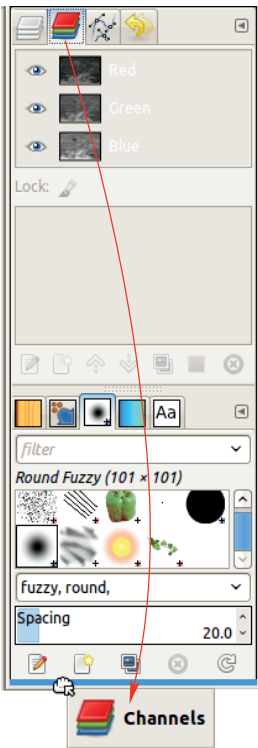 Red
Green
Blue
Lock:
Aa
filter
Round Fuzzy (101 × 101)
fuzzy, round,
Spacing
20.0
Channels